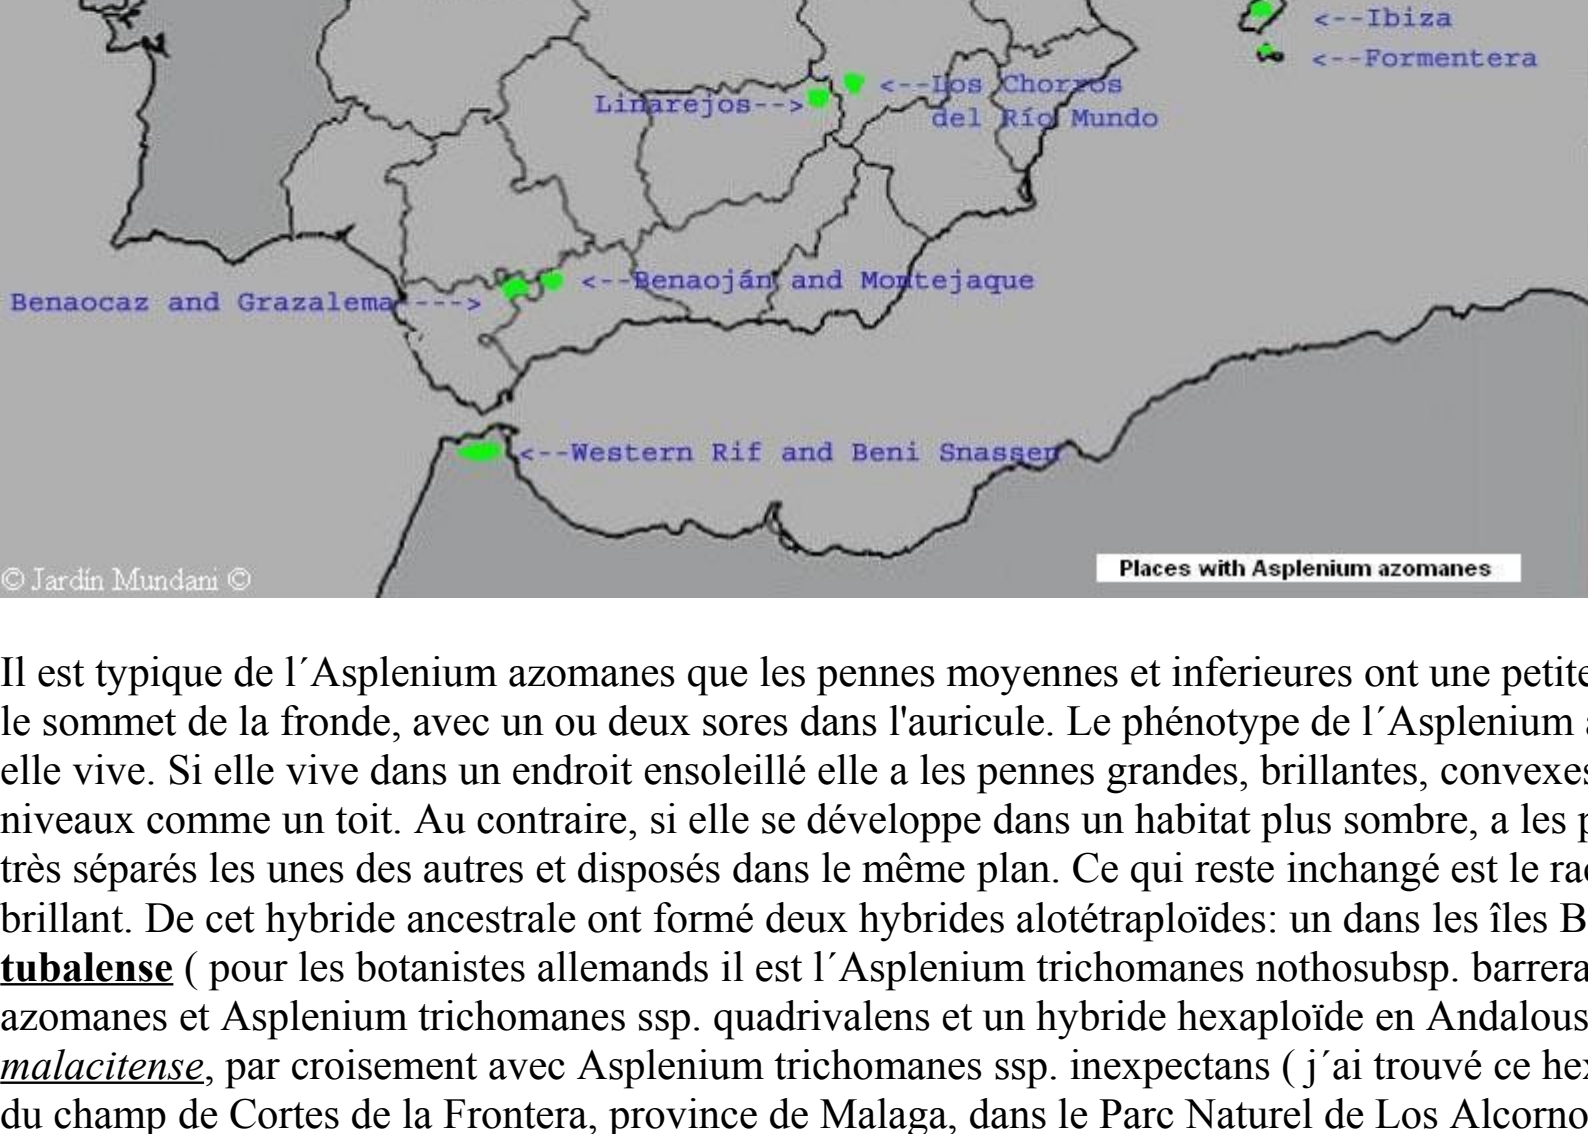 <--Ibiza
<--Formentera
<--Los Chorros
Linarejos-->
del Río Mundo
<--Benaoján and Montejaque
Benaocaz and Grazalema---->
<--Western Rif and Beni Snassen
© Jardín Mundani ©
Places with Asplenium azomanes
Il est typique de l´Asplenium azomanes que les pennes moyennes et inferieures ont une petite
le sommet de la fronde, avec un ou deux sores dans l'auricule. Le phénotype de l´Asplenium
elle vive. Si elle vive dans un endroit ensoleillé elle a les pennes grandes, brillantes, convexes
niveaux comme un toit. Au contraire, si elle se développe dans un habitat plus sombre, a les
très séparés les unes des autres et disposés dans le même plan. Ce qui reste inchangé est le
brillant. De cet hybride ancestrale ont formé deux hybrides alotétraploïdes: un dans les îles
tubalense ( pour les botanistes allemands il est l´Asplenium trichomanes nothosubsp. barrera
azomanes et Asplenium trichomanes ssp. quadrivalens et un hybride hexaploïde en Andalous
malacitense, par croisement avec Asplenium trichomanes ssp. inexpectans ( j´ai trouvé ce
du champ de Cortes de la Frontera, province de Malaga, dans le Parc Naturel de Los Alcorno